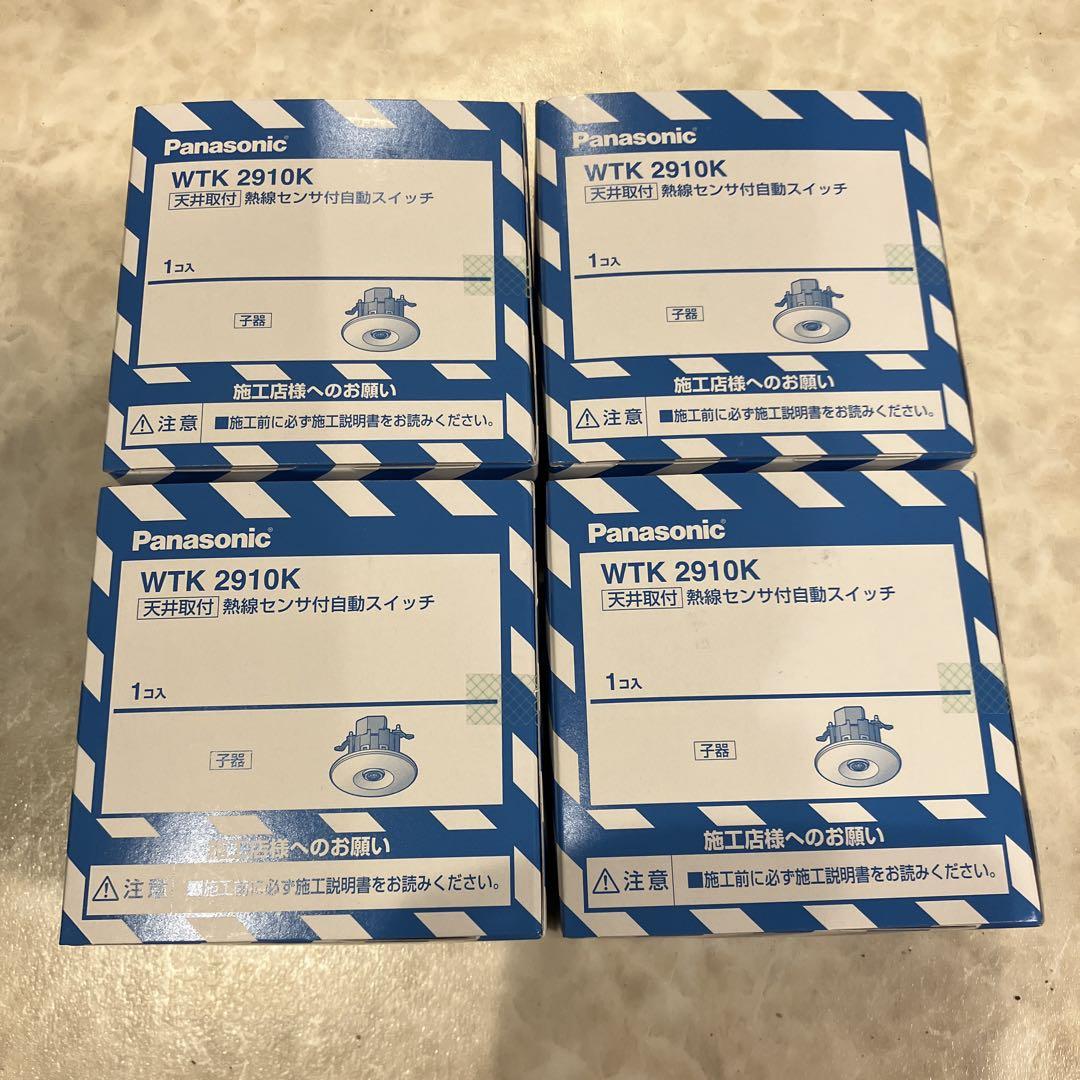 Panasonic
WTK 2910K
天井取付 熱線センサ付自動スイッチ
1コ入
子器
施工店様へのお願い
注意 ■施工前に必ず施工説明書をお読みください。
Panasonic
WTK 2910K
天井取付 熱線センサ付自動スイッチ
1コ入
子器
施工店様へのお願い
注意 ■施工前に必ず施工説明書をお読みください。
Panasonic
WTK 2910K
天井取付 熱線センサ付自動スイッチ
1コ入
子器
施工店様へのお願い
注意 ■施工前に必ず施工説明書をお読みください。
Panasonic
WTK 2910K
天井取付 熱線センサ付自動スイッチ
1コ入
子器
施工店様へのお願い
注意 ■施工前に必ず施工説明書をお読みください。